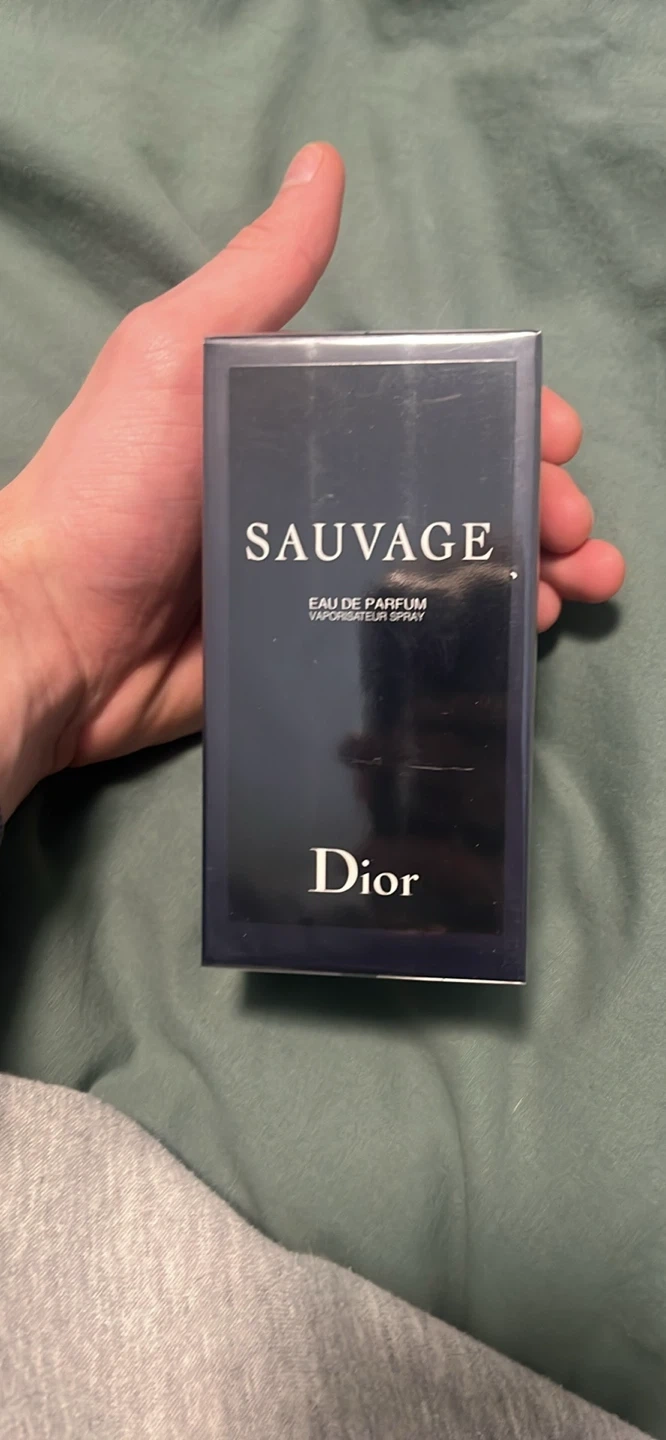 SAUVAGE
EAU DE PARFUM
VAPORISATEUR SPRAY
Dior